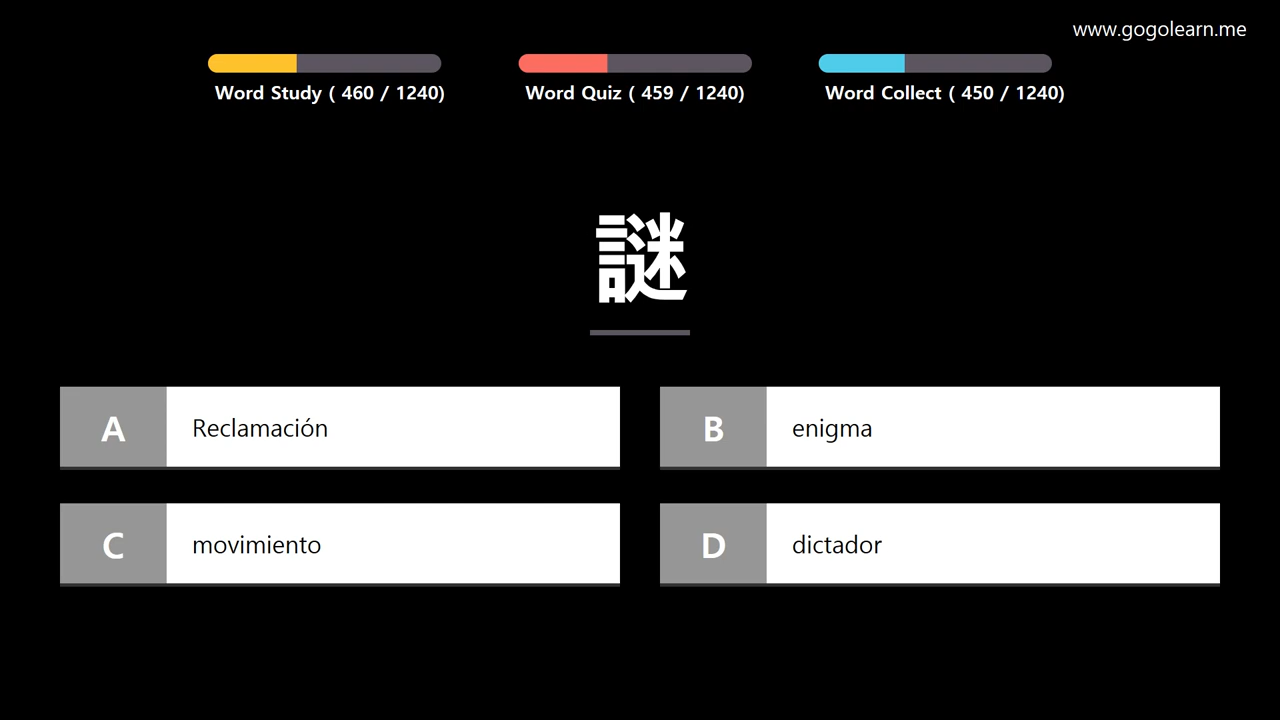 www.gogolearn.me
Word Study ( 460 / 1240)
Word Quiz ( 459 / 1240)
Word Collect ( 450 / 1240)
謎
A Reclamación
B enigma
C movimiento
D dictador